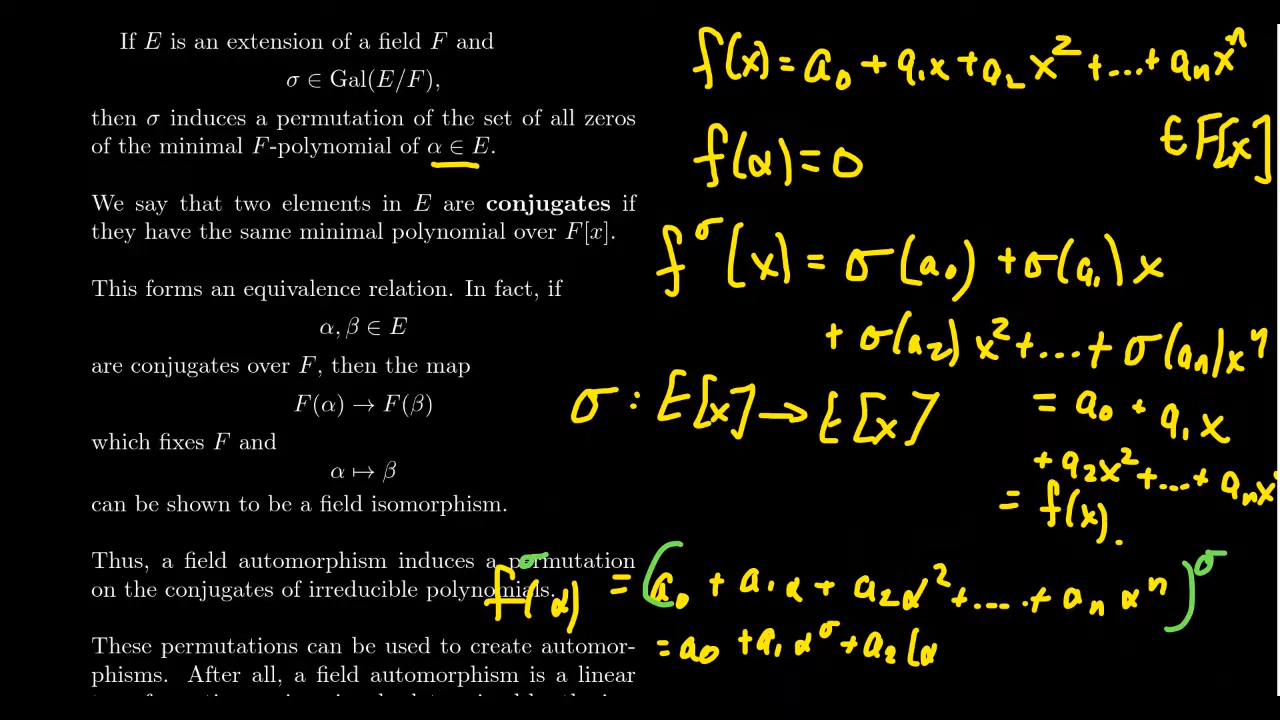 If E is an extension of a field F and
σ ∈ Gal(E/F),
then σ induces a permutation of the set of all zeros
of the minimal F-polynomial of α ∈ E.
We say that two elements in E are conjugates if
they have the same minimal polynomial over F[x].
This forms an equivalence relation. In fact, if
α, β ∈ E
are conjugates over F, then the map
F(α) → F(β)
which fixes F and
α ↦ β
can be shown to be a field isomorphism.
Thus, a field automorphism induces a permutation
on the conjugates of irreducible polynomials.
These permutations can be used to create automor-
phisms. After all, a field automorphism is a linear
f(x) = a₀ + a₁x + a₂x² + ... + aₙxⁿ
∈ F[x]
f(α) = 0
f^σ(x) = σ(a₀) + σ(a₁)x
+ σ(a₂)x² + ... + σ(aₙ)xⁿ
σ : E[x] → E[x]
= a₀ + a₁x
+ a₂x² + ... + aₙxⁿ
= f(x).
f^σ(α) = (a₀ + a₁α + a₂α² + .... + aₙαⁿ)^σ
= a₀ + a₁α^σ + a₂(α